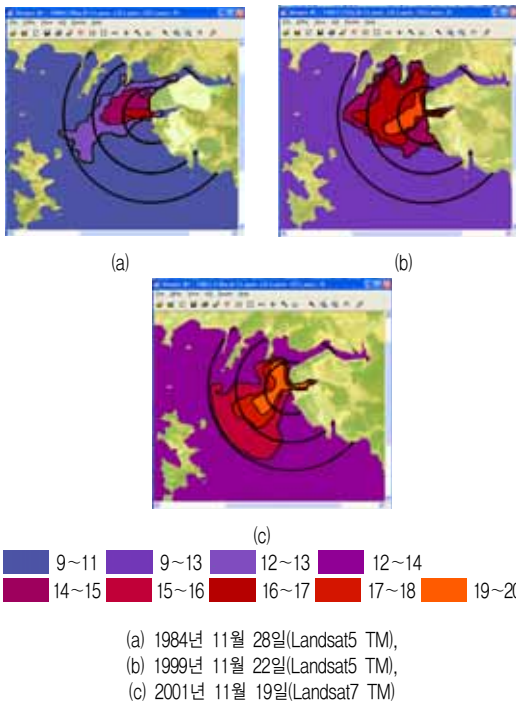 (a)
(b)
(c)
9~11 9~13 12~13 12~14
14~15 15~16 16~17 17~18 19~20
(a) 1984년 11월 28일(Landsat5 TM),
(b) 1999년 11월 22일(Landsat5 TM),
(c) 2001년 11월 19일(Landsat7 TM)